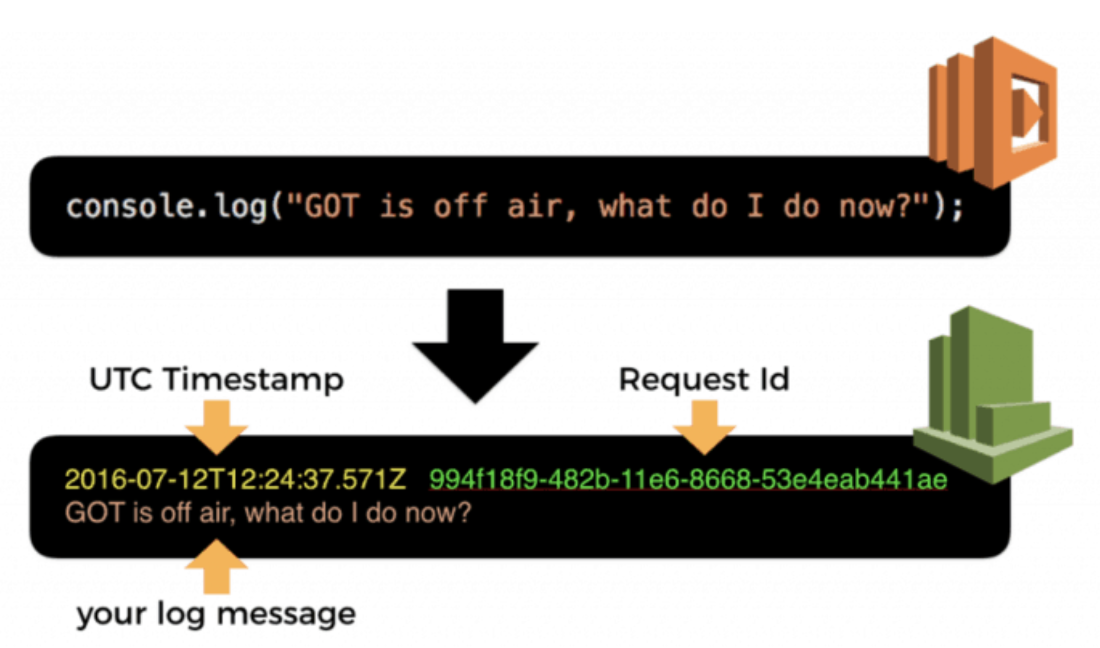 console.log("GOT is off air, what do I do now?");
UTC Timestamp
Request Id
2016-07-12T12:24:37.571Z 994f18f9-482b-11e6-8668-53e4eab441ae
GOT is off air, what do I do now?
your log message